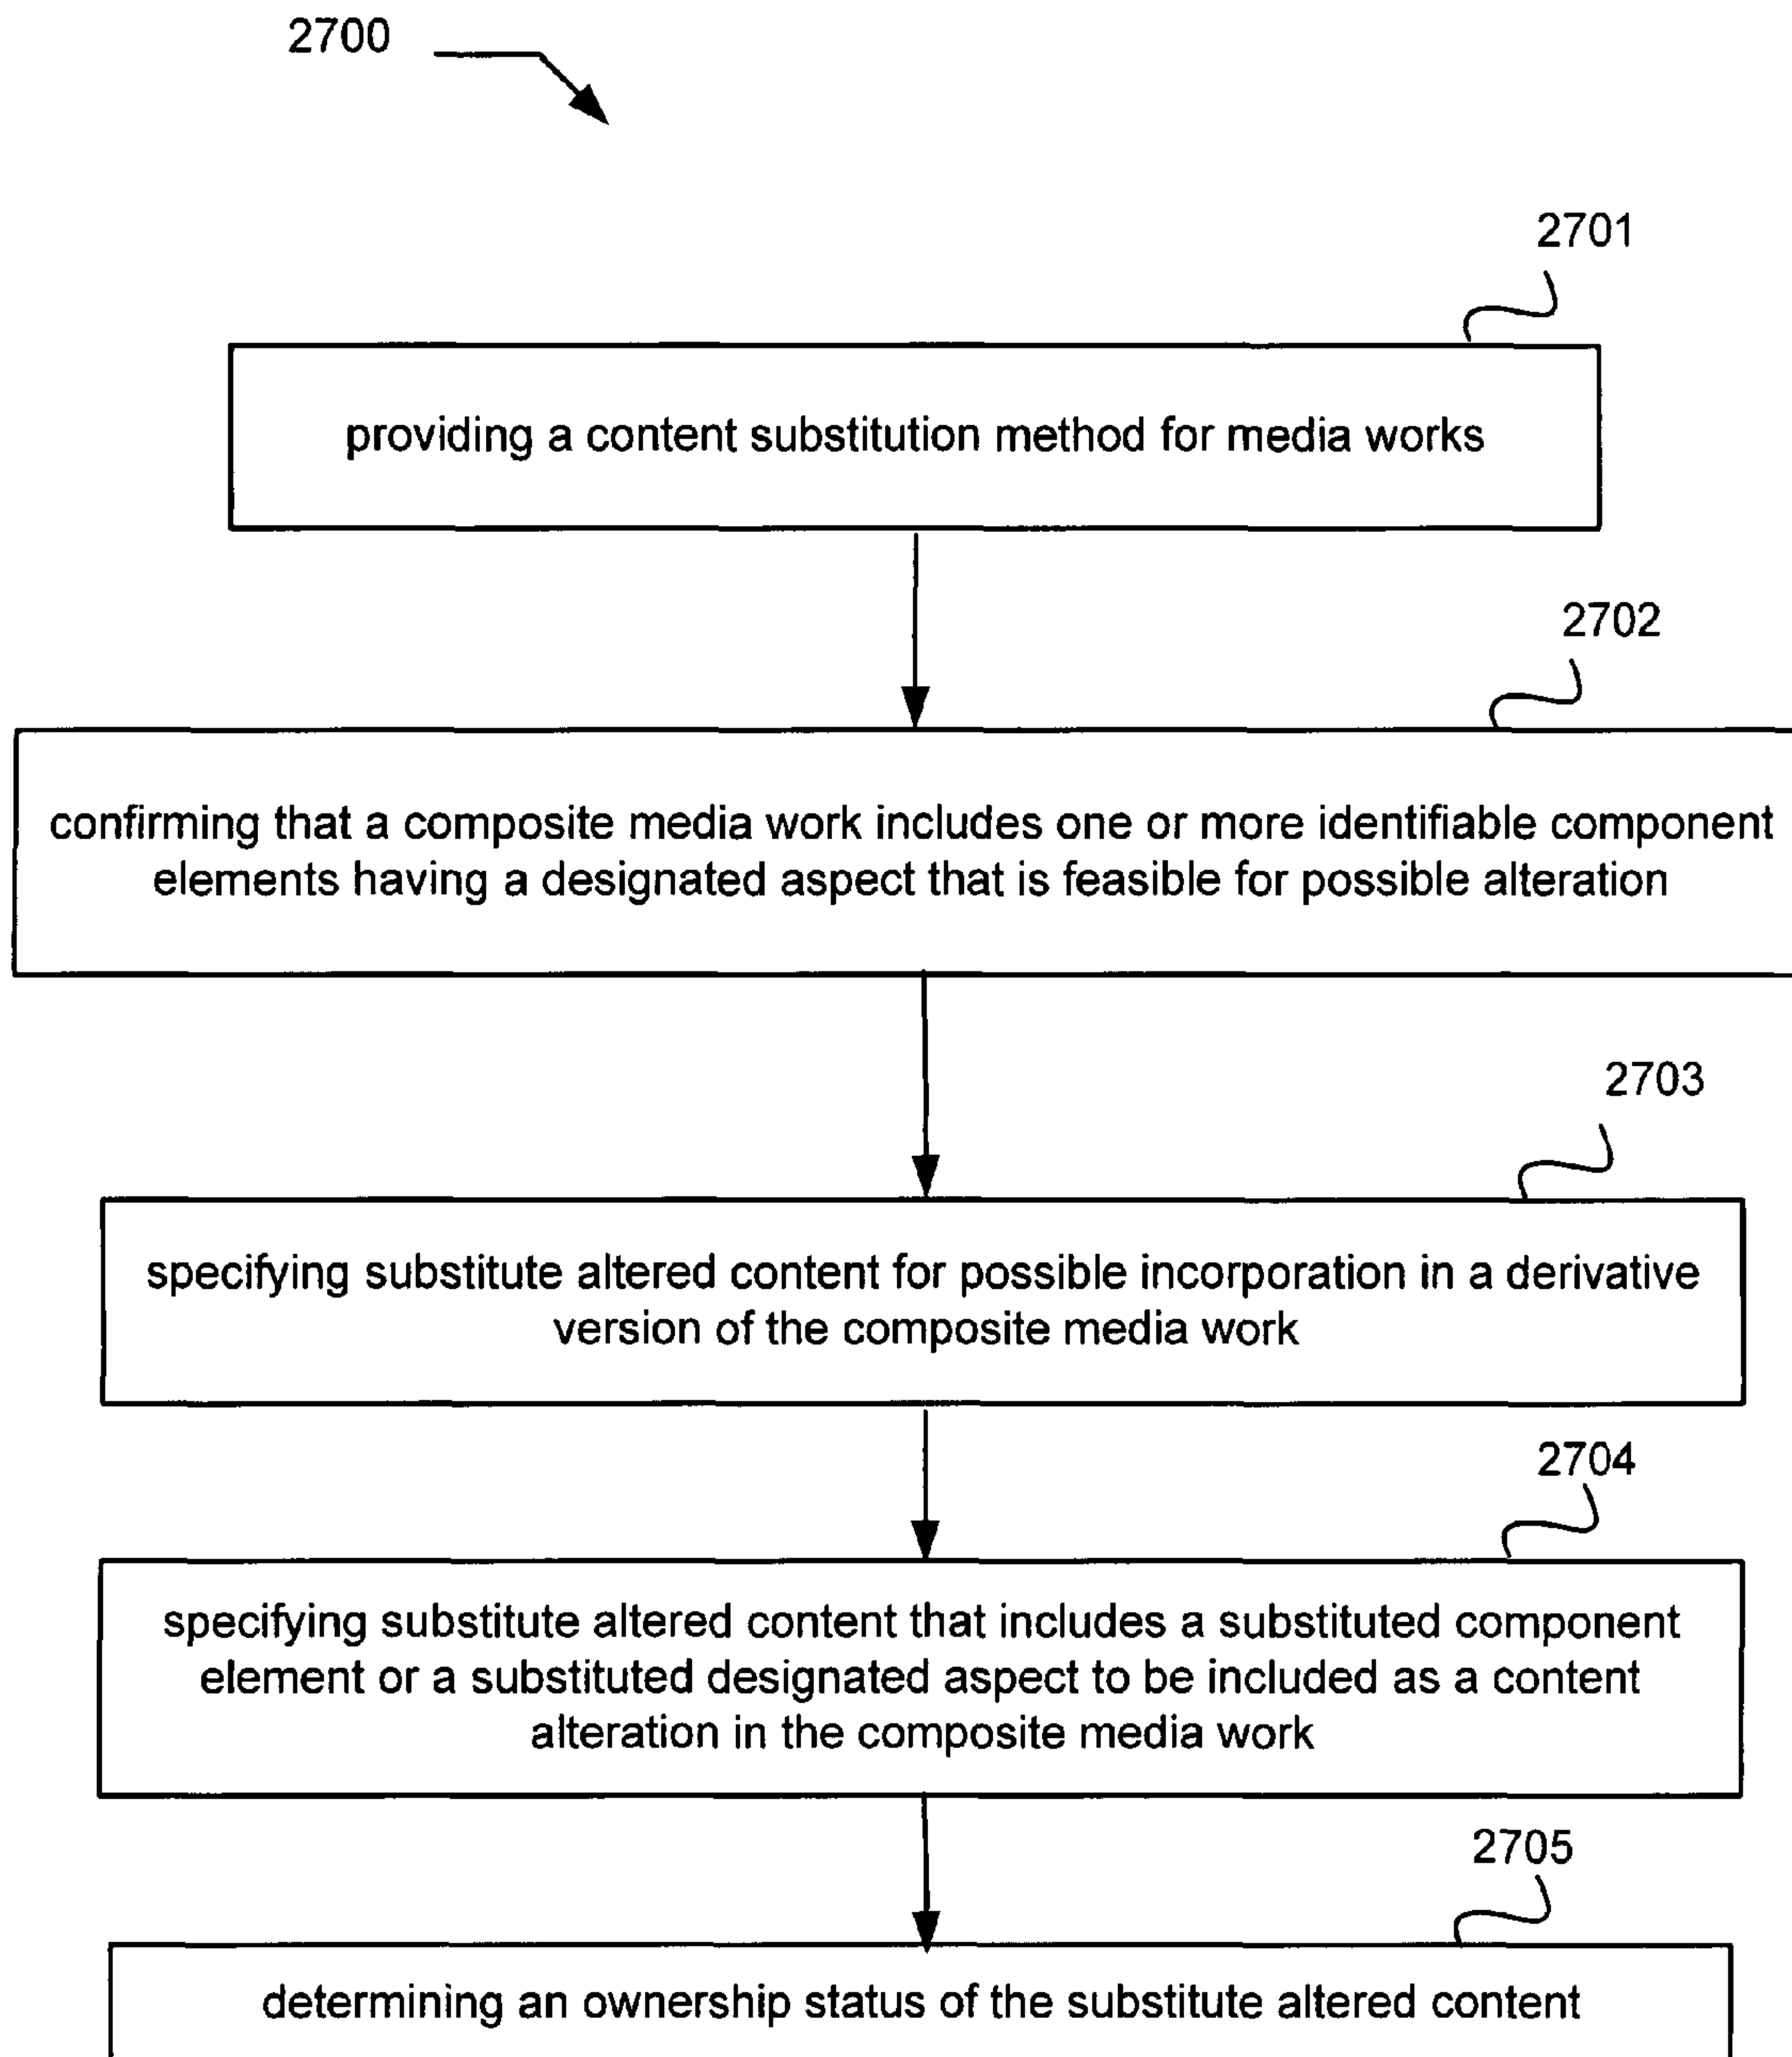 2700
2701
providing a content substitution method for media works
2702
confirming that a composite media work includes one or more identifiable component
elements having a designated aspect that is feasible for possible alteration
2703
specifying substitute altered content for possible incorporation in a derivative
version of the composite media work
2704
specifying substitute altered content that includes a substituted component
element or a substituted designated aspect to be included as a content
alteration in the composite media work
2705
determining an ownership status of the substitute altered content